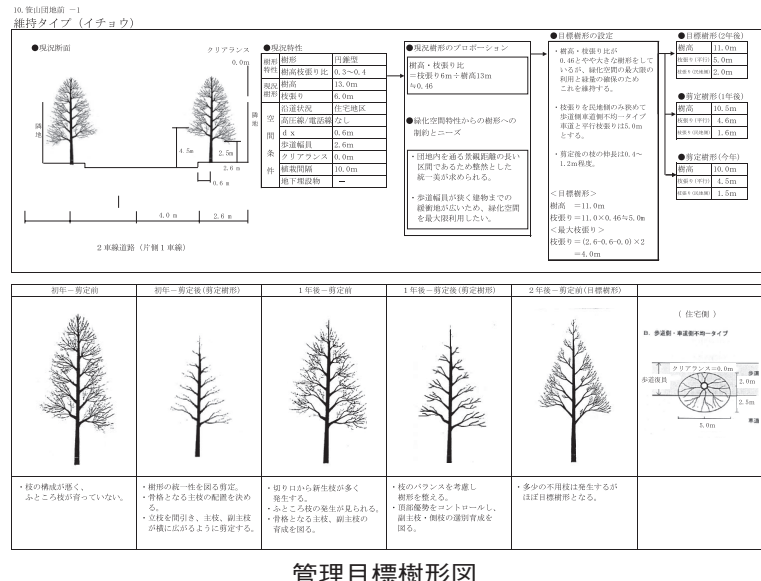 10. 笹山団地前 －1
維持タイプ（イチョウ）
●現況断面
クリアランス
0.0m
隣地
隣地
4.5m
2.5m
2.6 m
0.6 m
4.0 m
2.6 m
2車線道路（片側1車線）
●現況特性
樹形特性
樹形
円錐型
樹高枝張り比
0.3～0.4
現況樹形
樹高
13.0m
枝張り
6.0m
空間条件
沿道状況
住宅地区
高圧線/電話線
なし
ｄｘ
0.6m
歩道幅員
2.6m
クリアランス
0.0m
植栽間隔
10.0m
地下埋設物
－
●現況樹形のプロポーション
樹高・枝張り比
＝枝張り6m÷樹高13m
≒0.46
●緑化空間特性からの樹形への
制約とニーズ
・団地内を通る景観距離の長い
区間であるため整然とした
統一美が求められる。
・歩道幅員が狭く建物までの
緩衝地が広いため、緑化空間
を最大限利用したい。
●目標樹形の設定
・樹高・枝張り比が
0.46とやや大きな樹形をして
いるが、緑化空間の最大限の
利用と緑量の確保のため
これを維持する。
・枝張りを民地側のみ狭めて
歩道側車道側不均一タイプ
車道と平行枝張りは5.0m
とする。
・剪定後の枝の伸長は0.4～
1.2m程度。
＜目標樹形＞
樹高 ＝11.0m
枝張り＝11.0×0.46≒5.0m
＜最大枝張り＞
枝張り＝(2.6-0.6-0.0)×2
＝4.0m
●目標樹形(2年後)
樹高
11.0m
枝張り(平行)
5.0m
枝張り(民地側)
2.0m
●剪定樹形(1年後)
樹高
10.5m
枝張り(平行)
4.6m
枝張り(民地側)
1.6m
●剪定樹形(今年)
樹高
10.0m
枝張り(平行)
4.5m
枝張り(民地側)
1.5m
初年－剪定前
初年－剪定後(剪定樹形)
1年後－剪定前
1年後－剪定後(剪定樹形)
2年後－剪定前(目標樹形)
（住宅側）
B. 歩道側・車道側不均一タイプ
クリアランス=0.0m
歩道
歩道復員
2.0m
2.5m
5.0m
車道
・枝の構成が悪く、
ふところ枝が育っていない。
・樹形の統一性を図る剪定。
・骨格となる主枝の配置を決め
る。
・立枝を間引き、主枝、副主枝
が横に広がるように剪定する。
・切り口から新生枝が多く
発生する。
・ふところ枝の発生が見られる。
・骨格となる主枝、副主枝の
育成を図る。
・枝のバランスを考慮し
樹形を整える。
・頂部優勢をコントロールし、
副主枝・側枝の選別育成を
図る。
・多少の不用枝は発生するが
ほぼ目標樹形となる。
管理目標樹形図